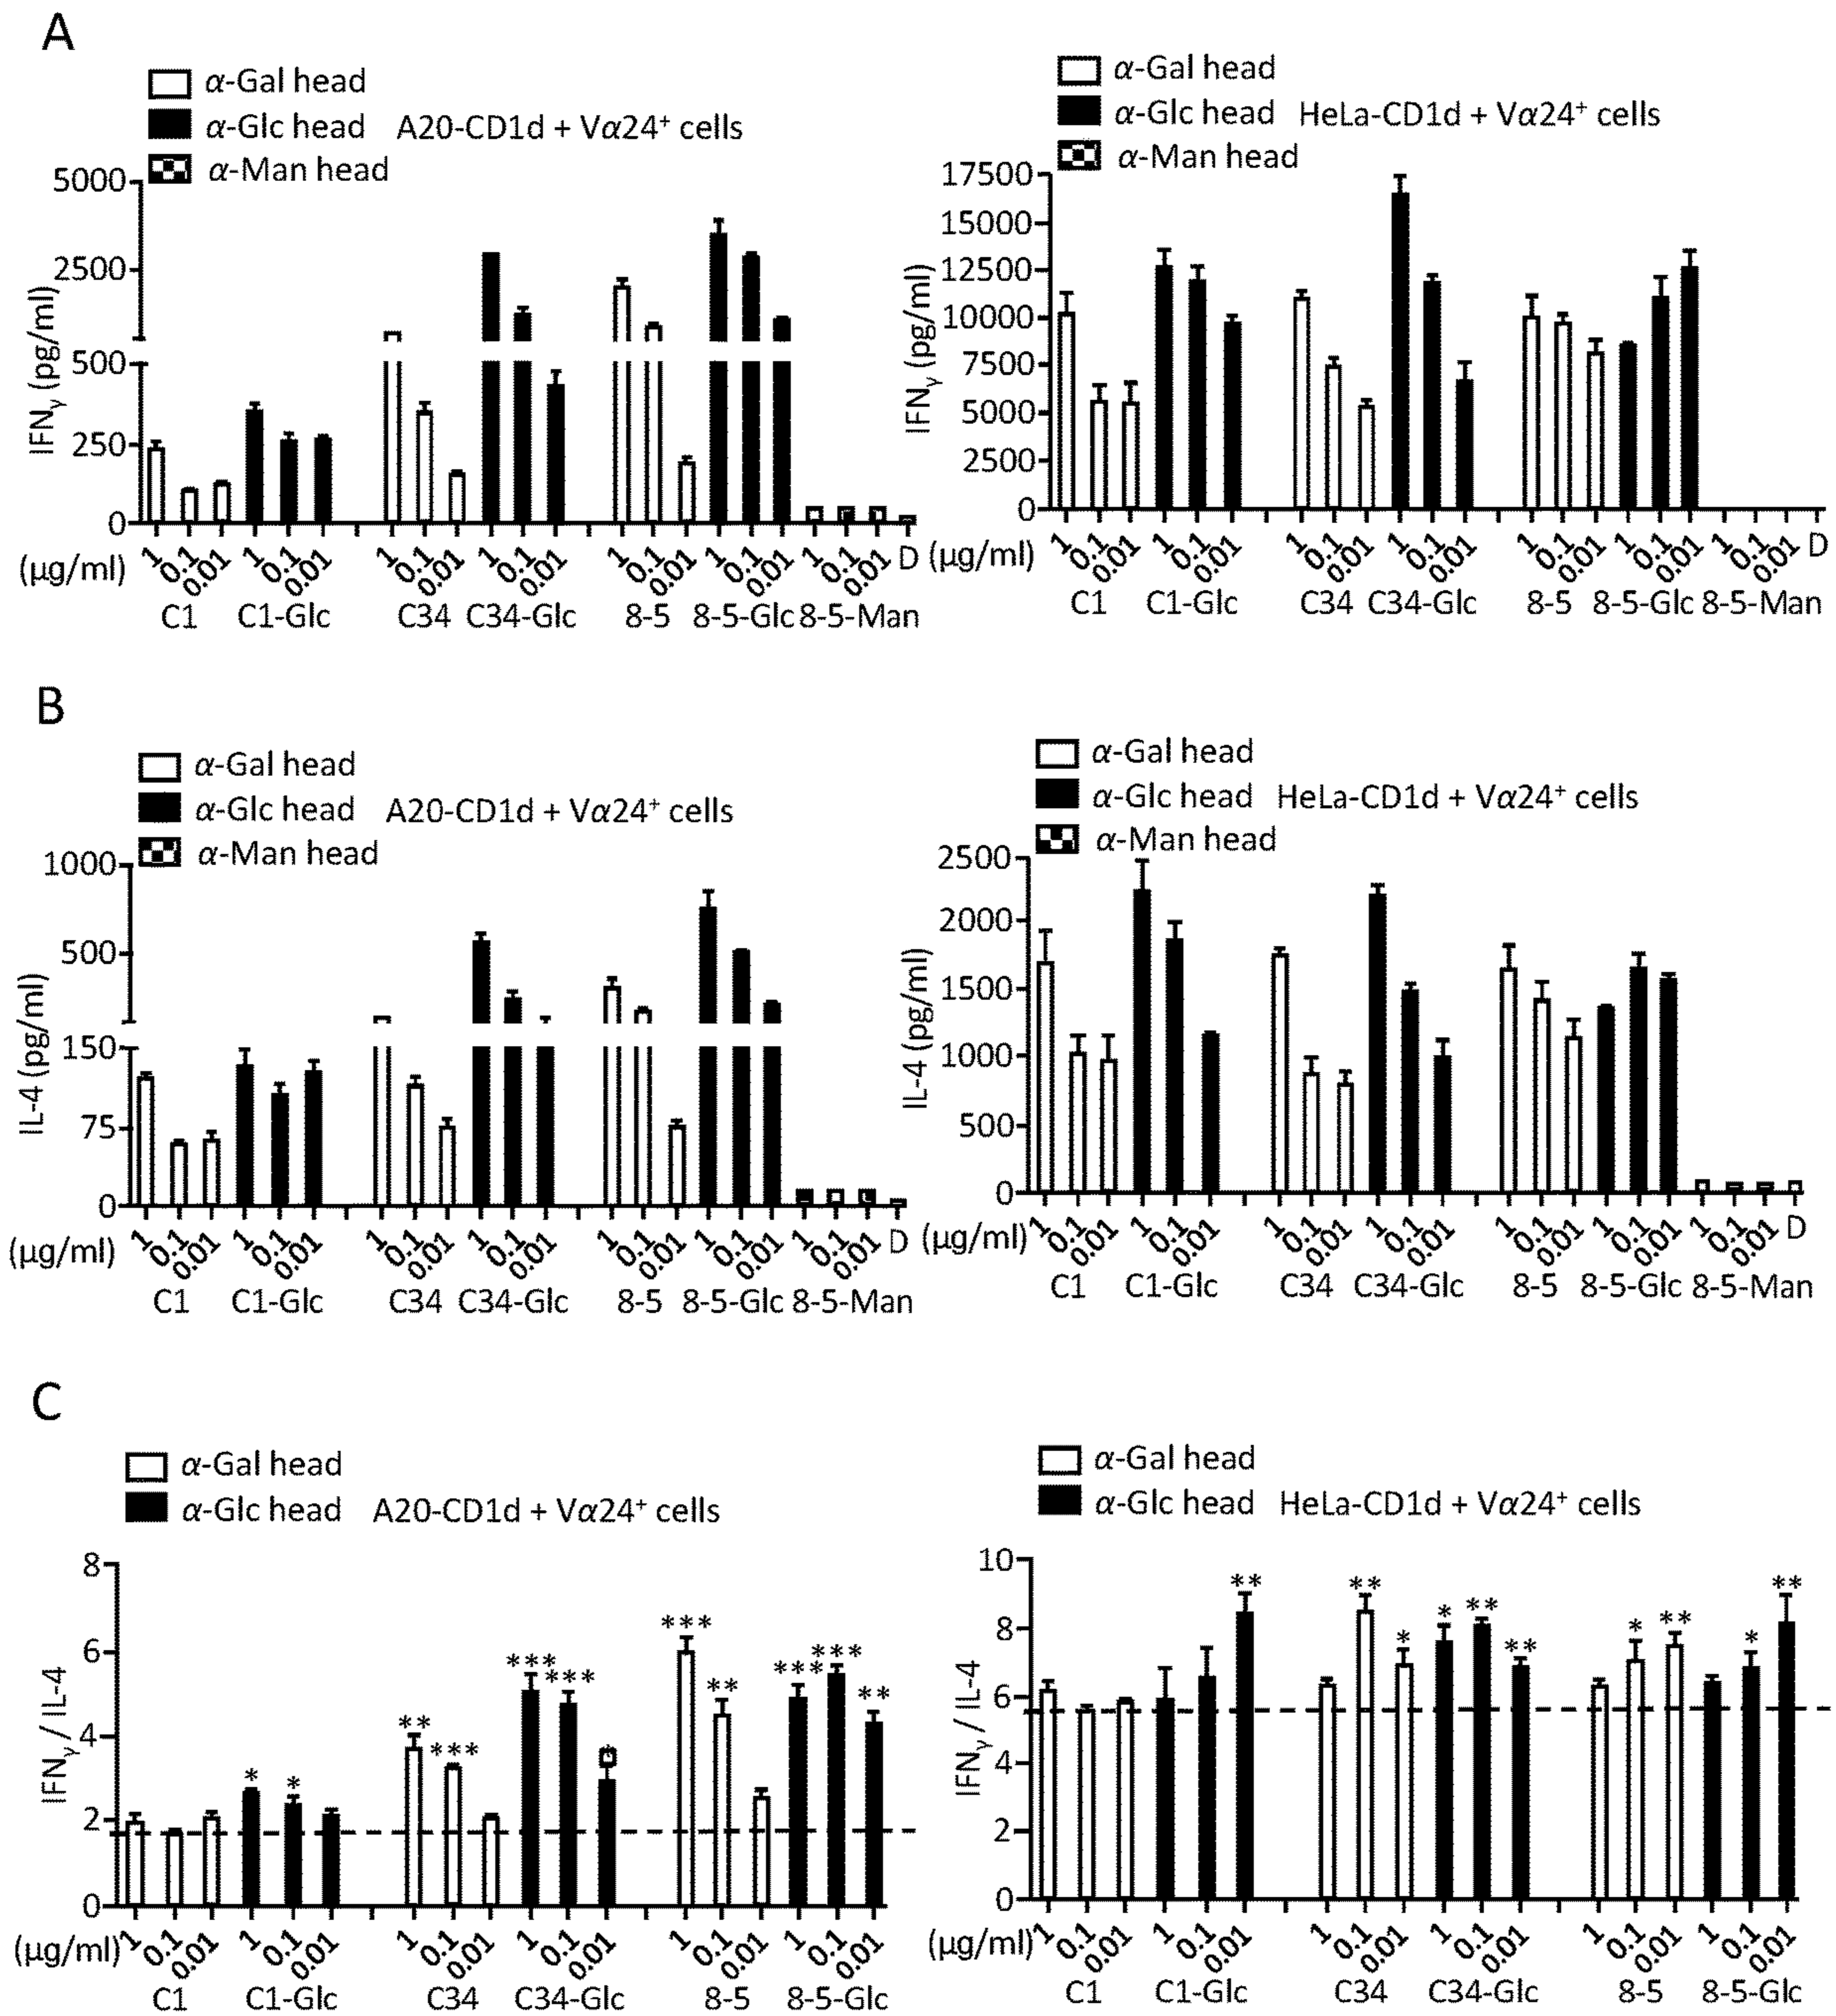 A
α-Gal head
α-Glc head A20-CD1d + Vα24+ cells
α-Man head
5000
2500
500
250
0
IFNγ (pg/ml)
(µg/ml) 1 0.1 0.01 1 0.1 0.01 1 0.1 0.01 1 0.1 0.01 1 0.1 0.01 1 0.1 0.01 1 0.1 0.01 D
C1 C1-Glc C34 C34-Glc 8-5 8-5-Glc 8-5-Man
α-Gal head
α-Glc head HeLa-CD1d + Vα24+ cells
α-Man head
17500
15000
12500
10000
7500
5000
2500
0
IFNγ (pg/ml)
(µg/ml) 1 0.1 0.01 1 0.1 0.01 1 0.1 0.01 1 0.1 0.01 1 0.1 0.01 1 0.1 0.01 1 0.1 0.01 D
C1 C1-Glc C34 C34-Glc 8-5 8-5-Glc 8-5-Man
B
α-Gal head
α-Glc head A20-CD1d + Vα24+ cells
α-Man head
1000
500
150
75
0
IL-4 (pg/ml)
(µg/ml) 1 0.1 0.01 1 0.1 0.01 1 0.1 0.01 1 0.1 0.01 1 0.1 0.01 1 0.1 0.01 1 0.1 0.01 D
C1 C1-Glc C34 C34-Glc 8-5 8-5-Glc 8-5-Man
α-Gal head
α-Glc head HeLa-CD1d + Vα24+ cells
α-Man head
2500
2000
1500
1000
500
0
IL-4 (pg/ml)
(µg/ml) 1 0.1 0.01 1 0.1 0.01 1 0.1 0.01 1 0.1 0.01 1 0.1 0.01 1 0.1 0.01 1 0.1 0.01 D
C1 C1-Glc C34 C34-Glc 8-5 8-5-Glc 8-5-Man
C
α-Gal head
α-Glc head A20-CD1d + Vα24+ cells
8
6
4
2
0
IFNγ / IL-4
* * ** *** *** *** * *** ** *** *** **
(µg/ml) 1 0.1 0.01 1 0.1 0.01 1 0.1 0.01 1 0.1 0.01 1 0.1 0.01 1 0.1 0.01
C1 C1-Glc C34 C34-Glc 8-5 8-5-Glc
α-Gal head
α-Glc head HeLa-CD1d + Vα24+ cells
10
8
6
4
2
0
IFNγ / IL-4
** ** * * ** ** * ** * **
(µg/ml) 1 0.1 0.01 1 0.1 0.01 1 0.1 0.01 1 0.1 0.01 1 0.1 0.01 1 0.1 0.01
C1 C1-Glc C34 C34-Glc 8-5 8-5-Glc